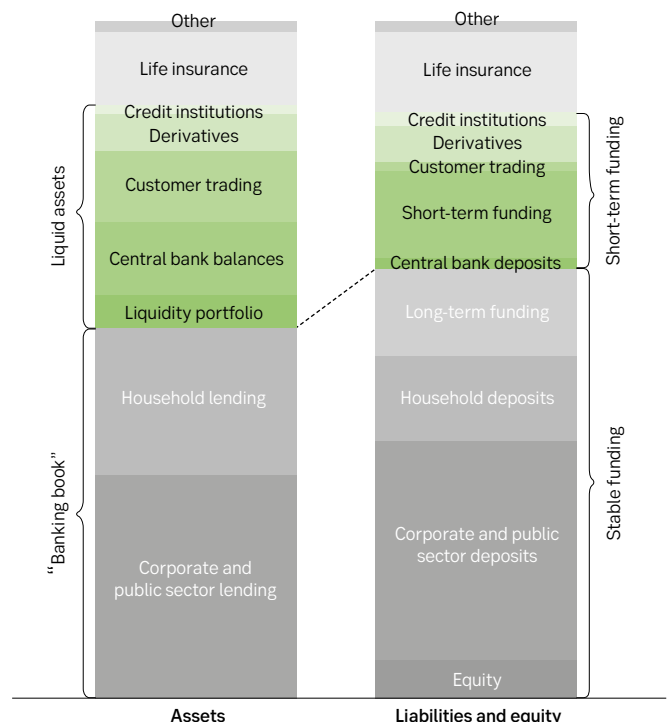 Other
Life insurance
Credit institutions
Derivatives
Customer trading
Central bank balances
Liquidity portfolio
Household lending
Corporate and
public sector lending
Liquid assets
“Banking book”
Assets
Other
Life insurance
Credit institutions
Derivatives
Customer trading
Short-term funding
Central bank deposits
Long-term funding
Household deposits
Corporate and public
sector deposits
Equity
Short-term funding
Stable funding
Liabilities and equity